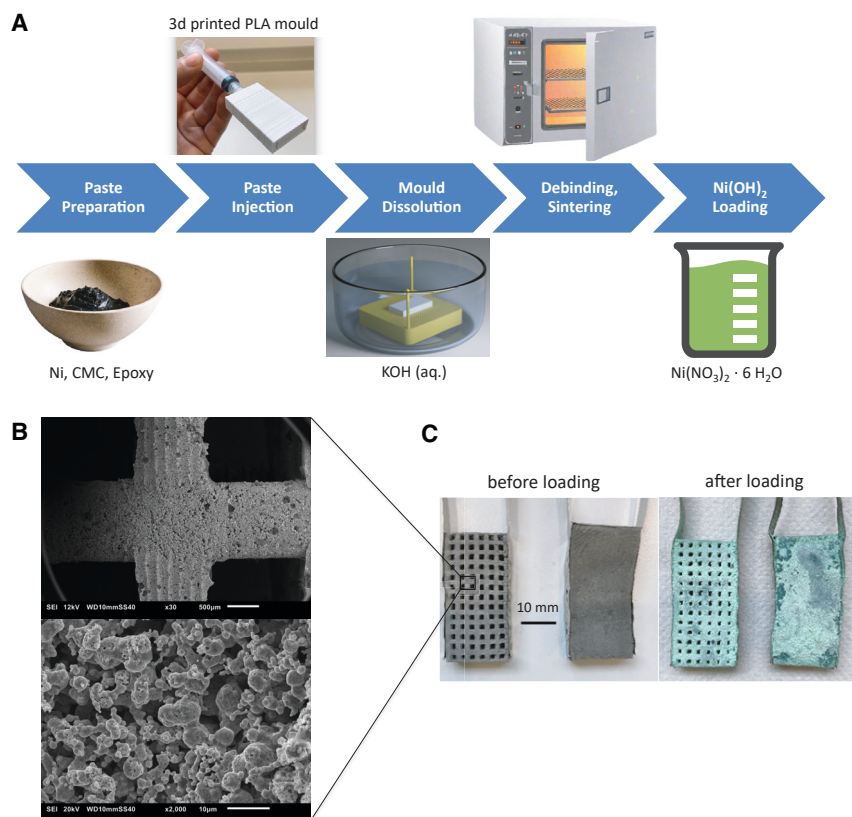 A
3d printed PLA mould
Paste
Preparation
Paste
Injection
Mould
Dissolution
Debinding,
Sintering
Ni(OH)₂
Loading
Ni, CMC, Epoxy
KOH (aq.)
Ni(NO₃)₂ · 6 H₂O
B
SEI 12kV WD10mmSS40 x30 500µm
SEI 20kV WD10mmSS40 x2,000 10µm
C
before loading
after loading
10 mm